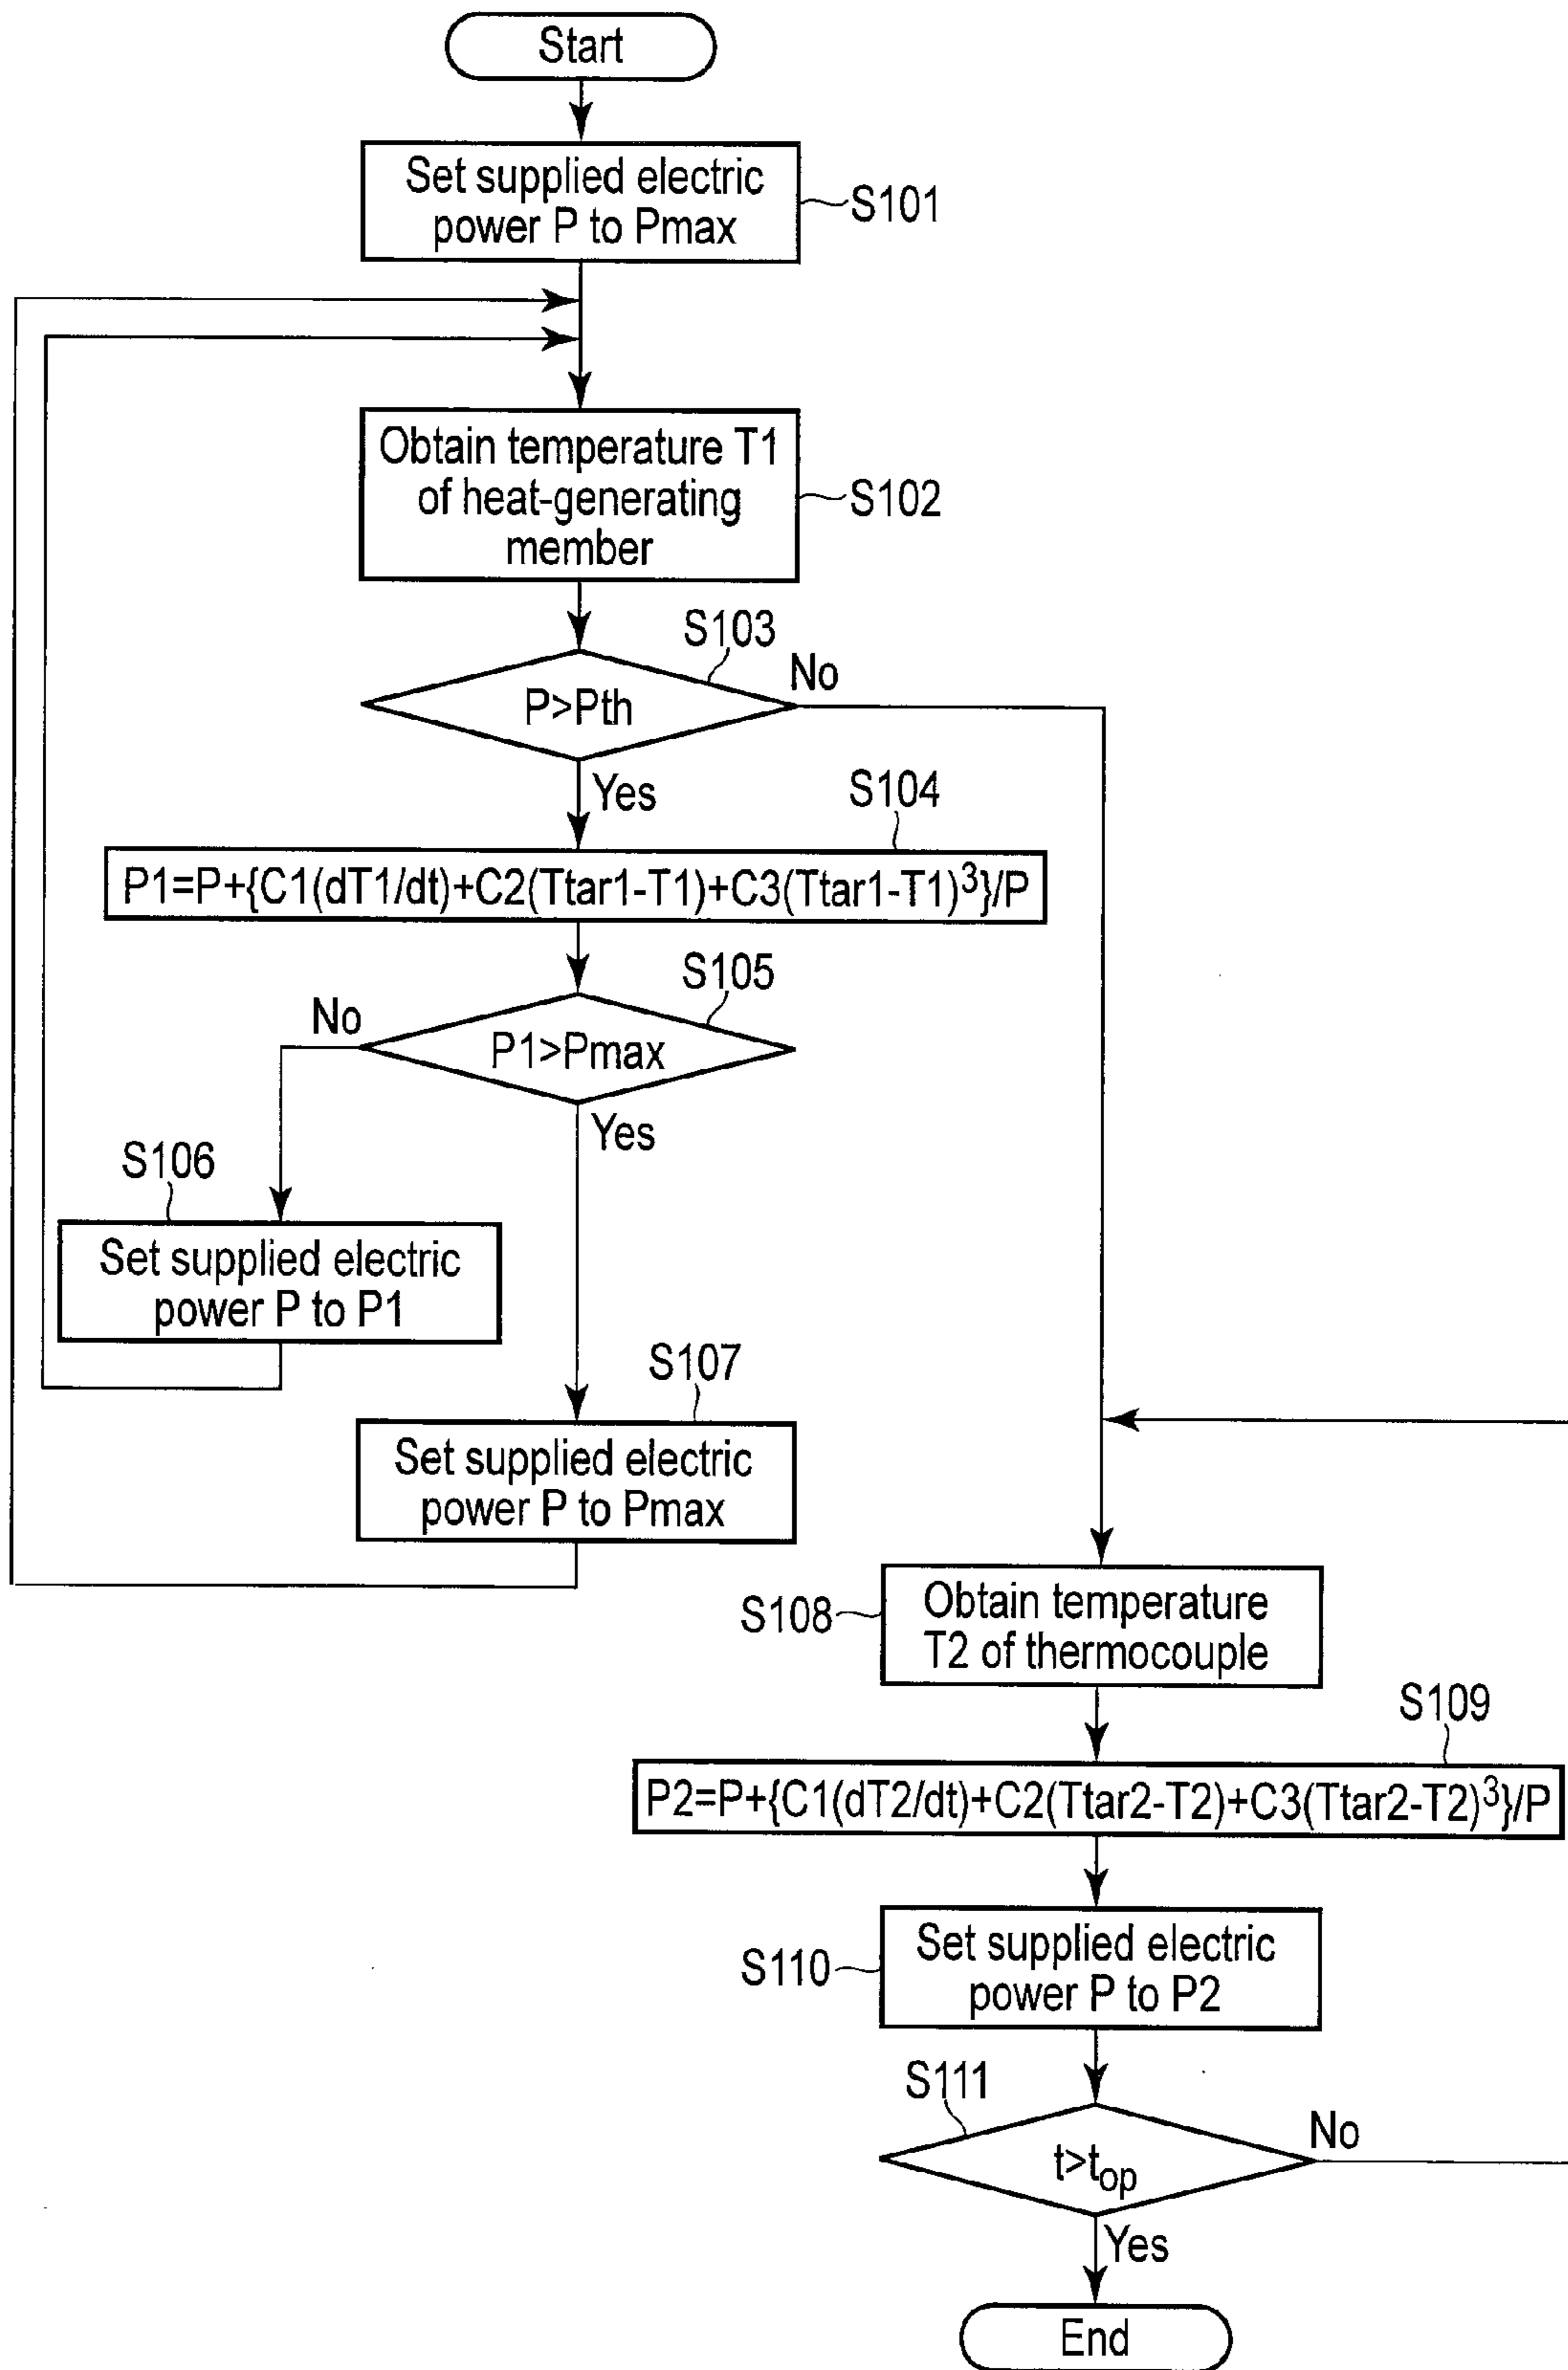 Start
Set supplied electric
power P to Pmax
S101
Obtain temperature T1
of heat-generating
member
S102
S103
P>Pth
No
Yes
S104
P1=P+{C1(dT1/dt)+C2(Ttar1-T1)+C3(Ttar1-T1)³}/P
S105
No
P1>Pmax
Yes
S106
Set supplied electric
power P to P1
S107
Set supplied electric
power P to Pmax
S108
Obtain temperature
T2 of thermocouple
S109
P2=P+{C1(dT2/dt)+C2(Ttar2-T2)+C3(Ttar2-T2)³}/P
S110
Set supplied electric
power P to P2
S111
t>top
No
Yes
End